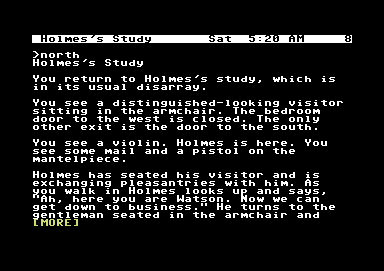 Holmes's Study Sat 5:20 AM 8
>north
Holmes's Study
You return to Holmes's study, which is
in its usual disarray.
You see a distinguished-looking visitor
sitting in the armchair. The bedroom
door to the west is closed. The only
other exit is the door to the south.
You see a violin. Holmes is here. You
see some mail and a pistol on the
mantelpiece.
Holmes has seated his visitor and is
exchanging pleasantries with him. As
you walk in Holmes looks up and says,
"Ah, here you are Watson. Now we can
get down to business." He turns to the
gentleman seated in the armchair and
[MORE]